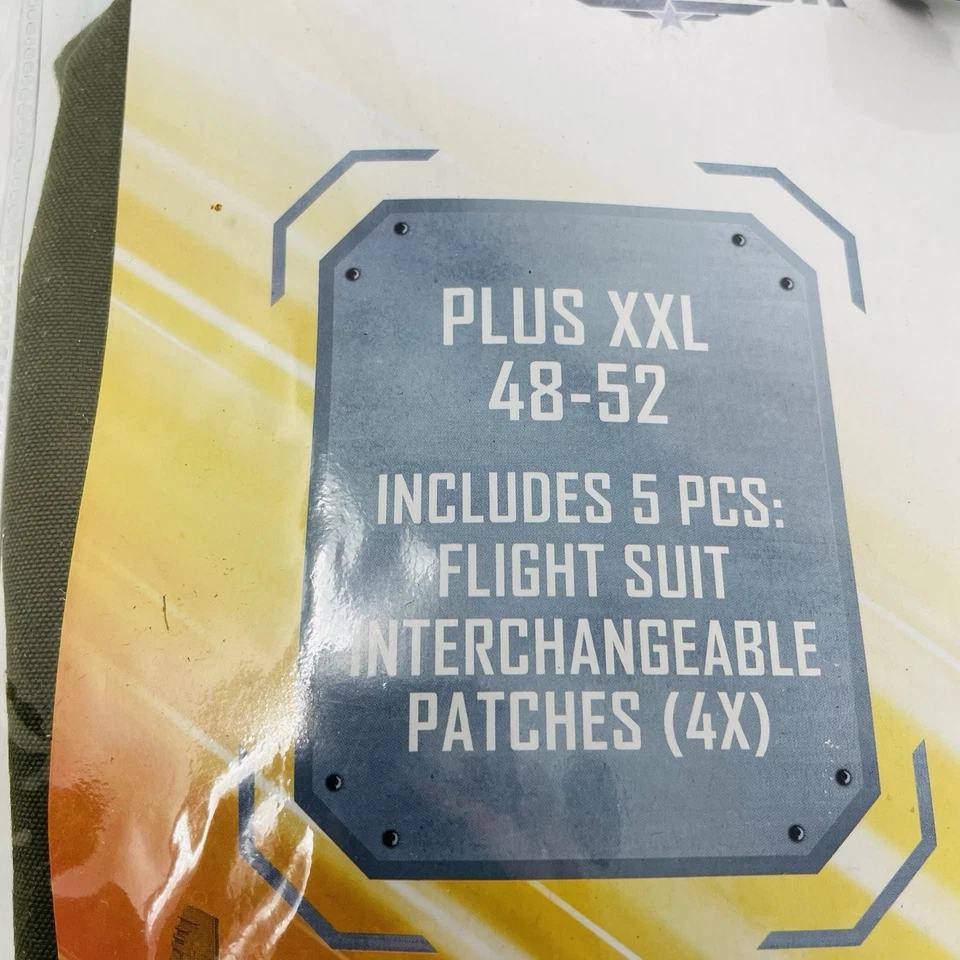 PLUS XXL
48-52
INCLUDES 5 PCS:
FLIGHT SUIT
INTERCHANGEABLE
PATCHES (4X)